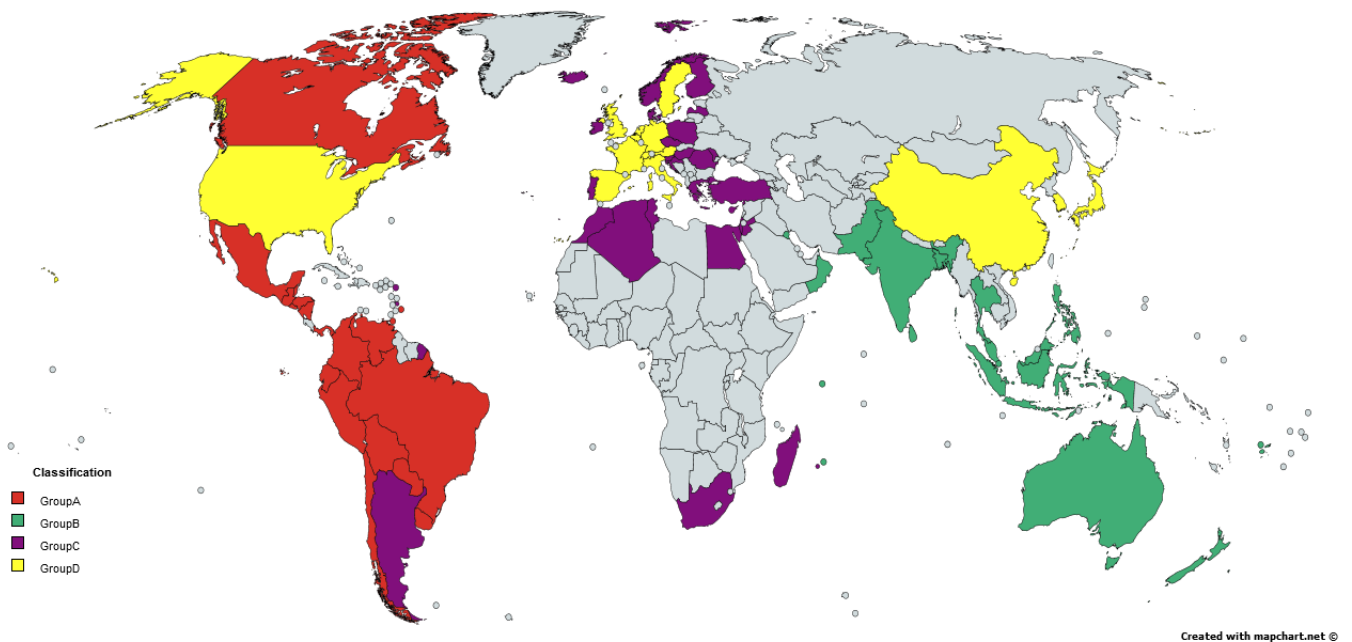 Classification
GroupA
GroupB
GroupC
GroupD
Created with mapchart.net ©